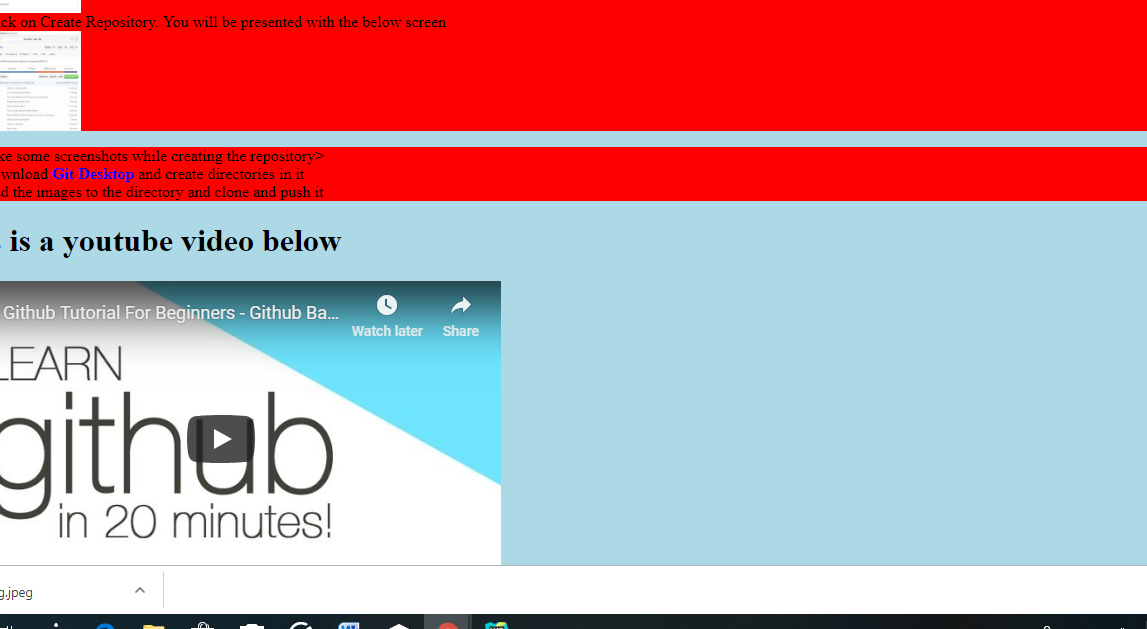 ck on Create Repository. You will be presented with the below screen
ke some screenshots while creating the repository>
wnload Git Desktop and create directories in it
d the images to the directory and clone and push it
is a youtube video below
Github Tutorial For Beginners - Github Ba...
Watch later
Share
LEARN
github
in 20 minutes!
g.jpeg